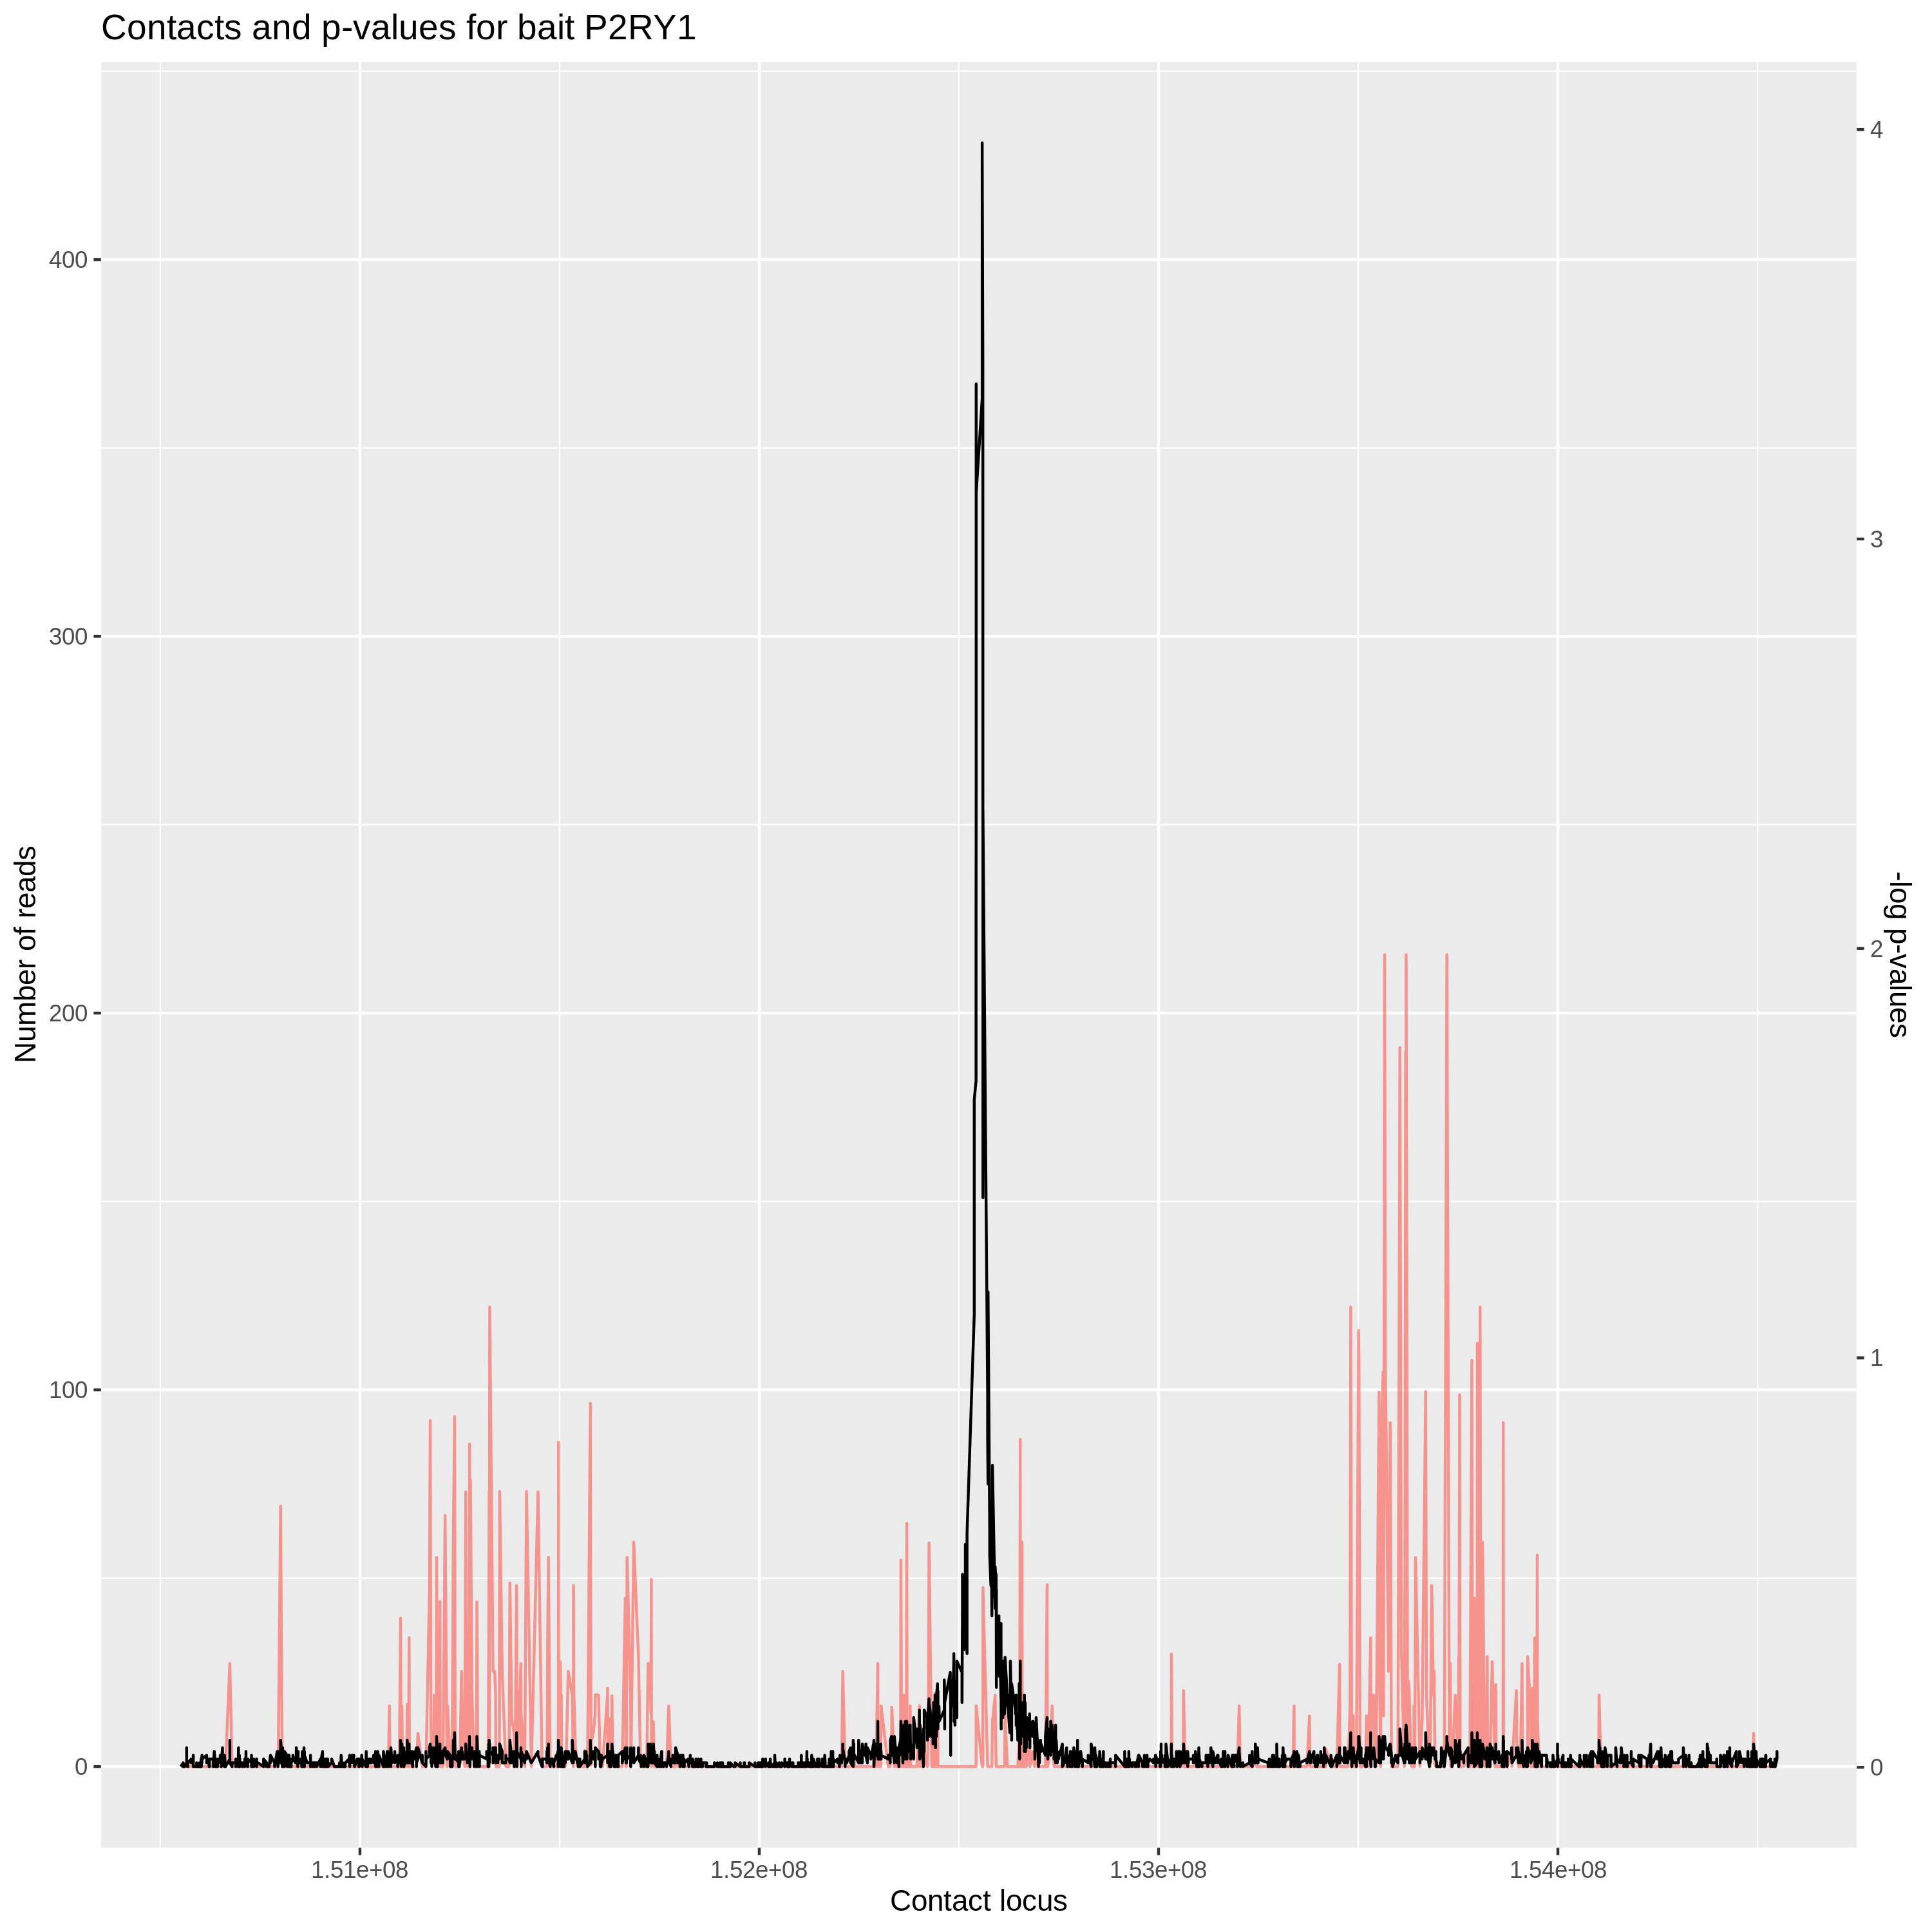 Contacts and p-values for bait P2RY1
Number of reads
400
300
200
100
0
4
3
2
1
0
-log p-values
1.51e+08
1.52e+08
1.53e+08
1.54e+08
Contact locus